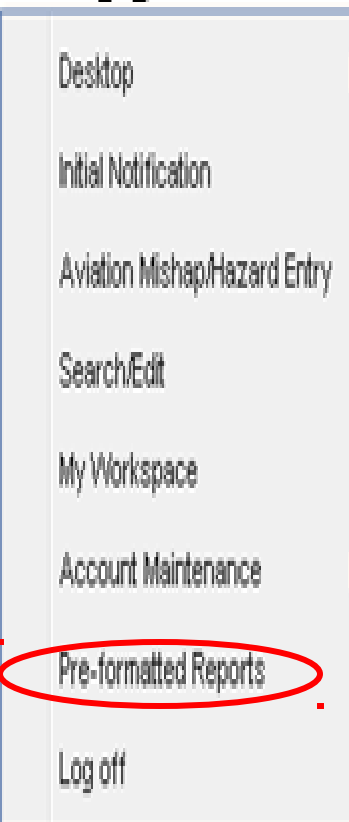 Desktop
Initial Notification
Aviation Mishap/Hazard Entry
Search/Edit
My Workspace
Account Maintenance
Pre-formatted Reports
Log off